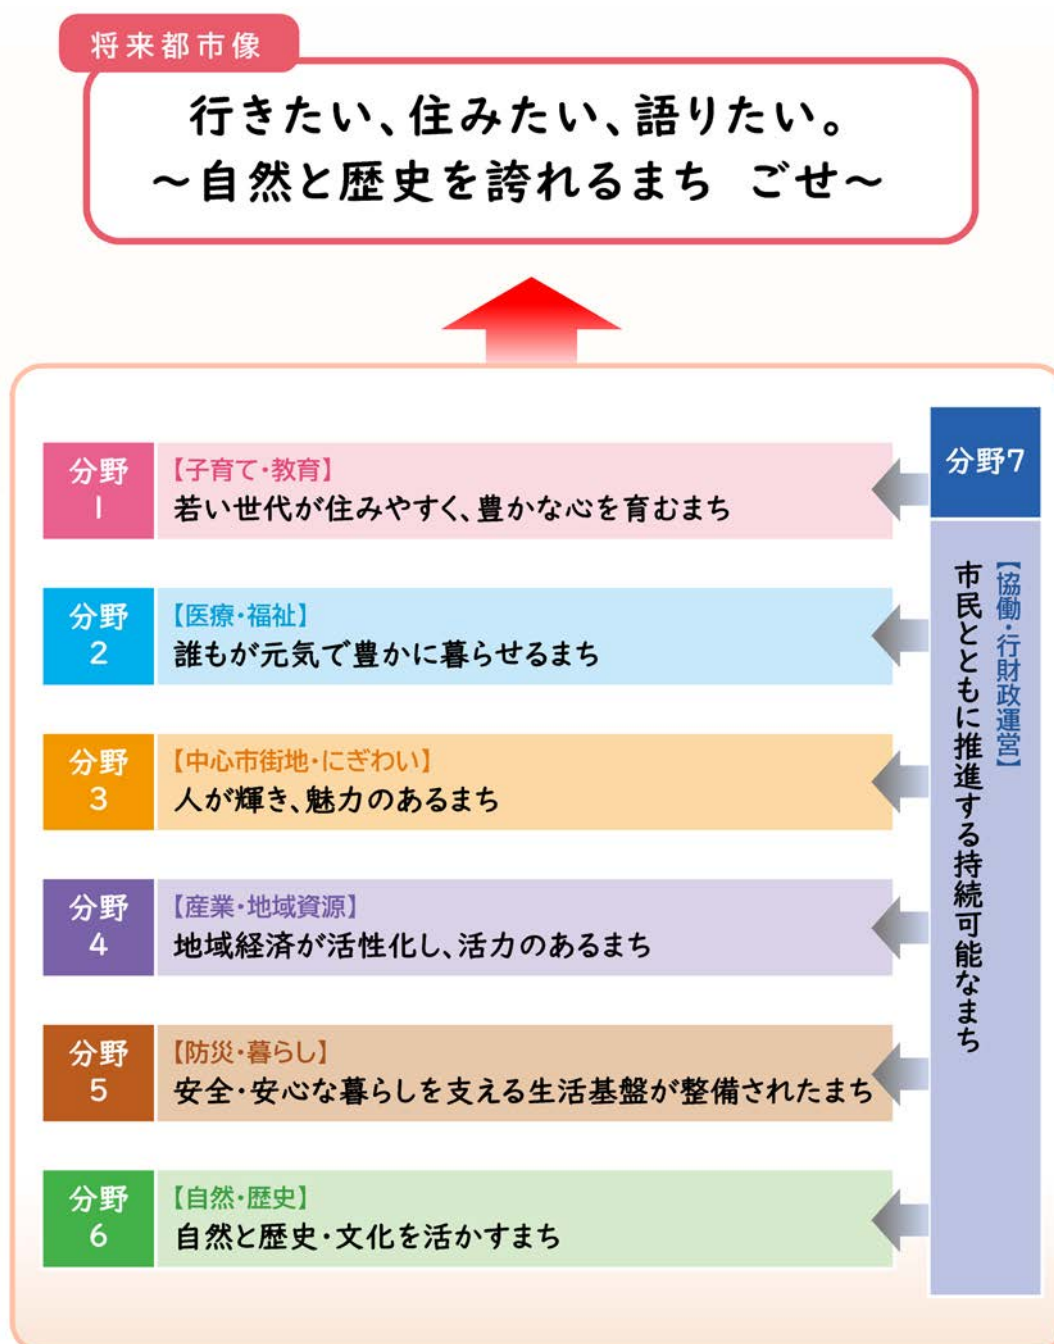 将来都市像
行きたい、住みたい、語りたい。
～自然と歴史を誇れるまち ごせ～
分野
1
【子育て・教育】
若い世代が住みやすく、豊かな心を育むまち
分野
2
【医療・福祉】
誰もが元気で豊かに暮らせるまち
分野
3
【中心市街地・にぎわい】
人が輝き、魅力のあるまち
分野
4
【産業・地域資源】
地域経済が活性化し、活力のあるまち
分野
5
【防災・暮らし】
安全・安心な暮らしを支える生活基盤が整備されたまち
分野
6
【自然・歴史】
自然と歴史・文化を活かすまち
分野7
【協働・行財政運営】
市民とともに推進する持続可能なまち